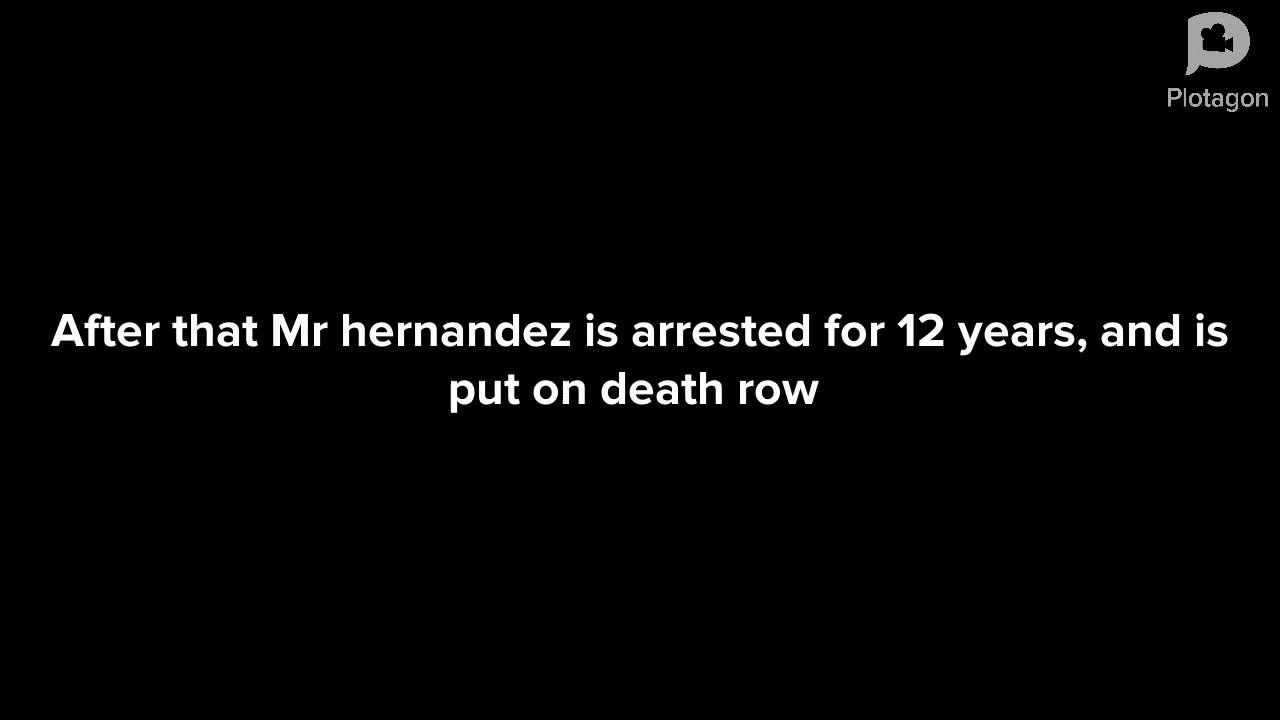 Plotagon
After that Mr hernandez is arrested for 12 years, and is
put on death row